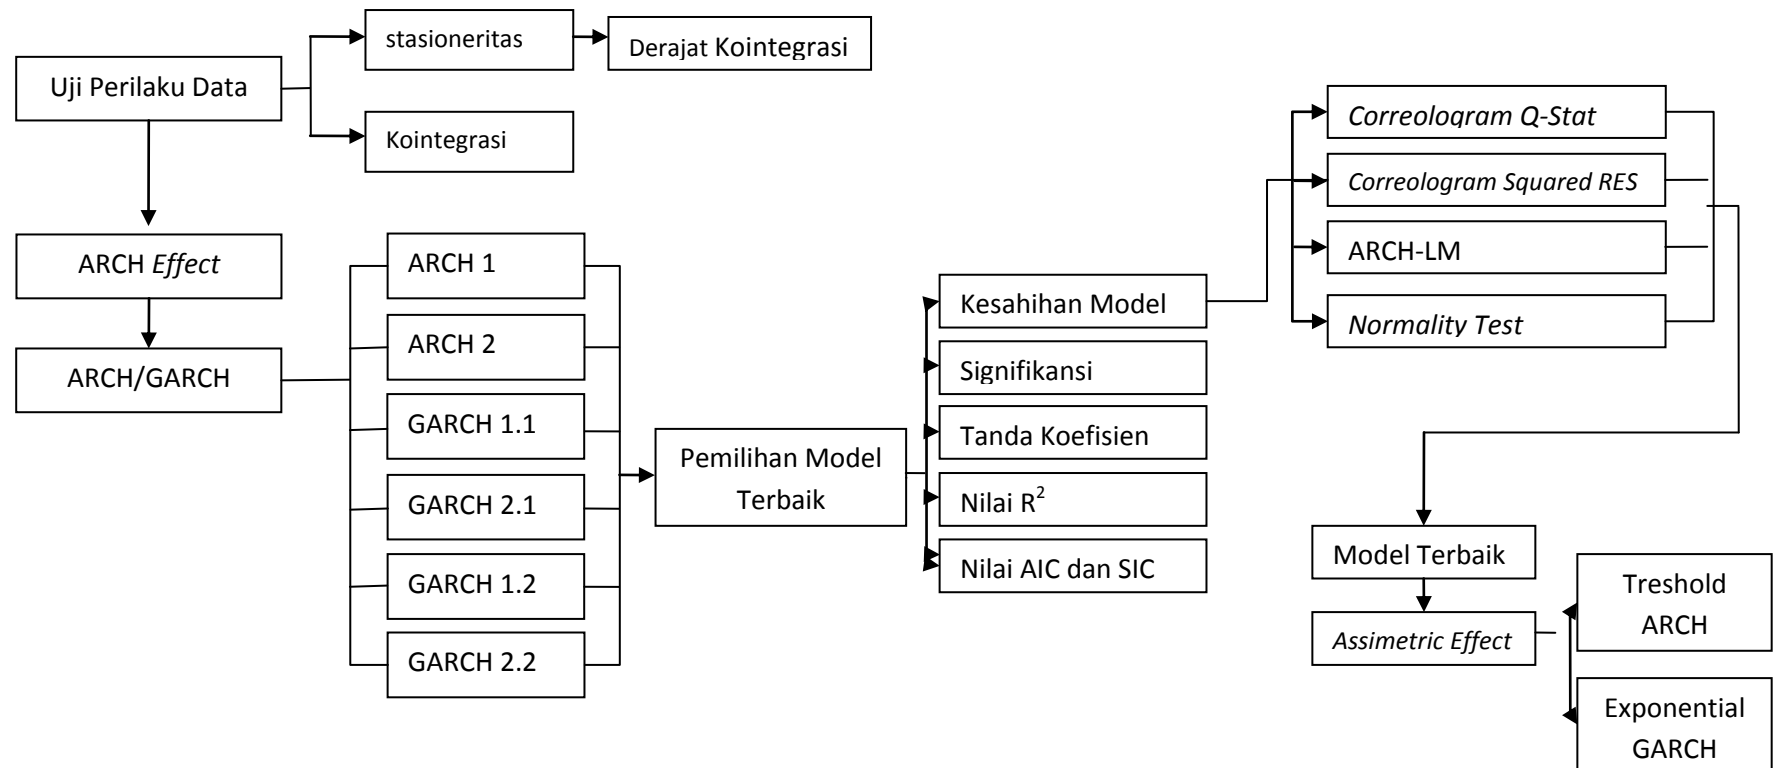 Uji Perilaku Data
stasioneritas
Derajat Kointegrasi
Kointegrasi
ARCH Effect
ARCH/GARCH
ARCH 1
ARCH 2
GARCH 1.1
GARCH 2.1
GARCH 1.2
GARCH 2.2
Pemilihan Model
Terbaik
Kesahihan Model
Signifikansi
Tanda Koefisien
Nilai R²
Nilai AIC dan SIC
Correologram Q-Stat
Correologram Squared RES
ARCH-LM
Normality Test
Model Terbaik
Assimetric Effect
Treshold
ARCH
Exponential
GARCH